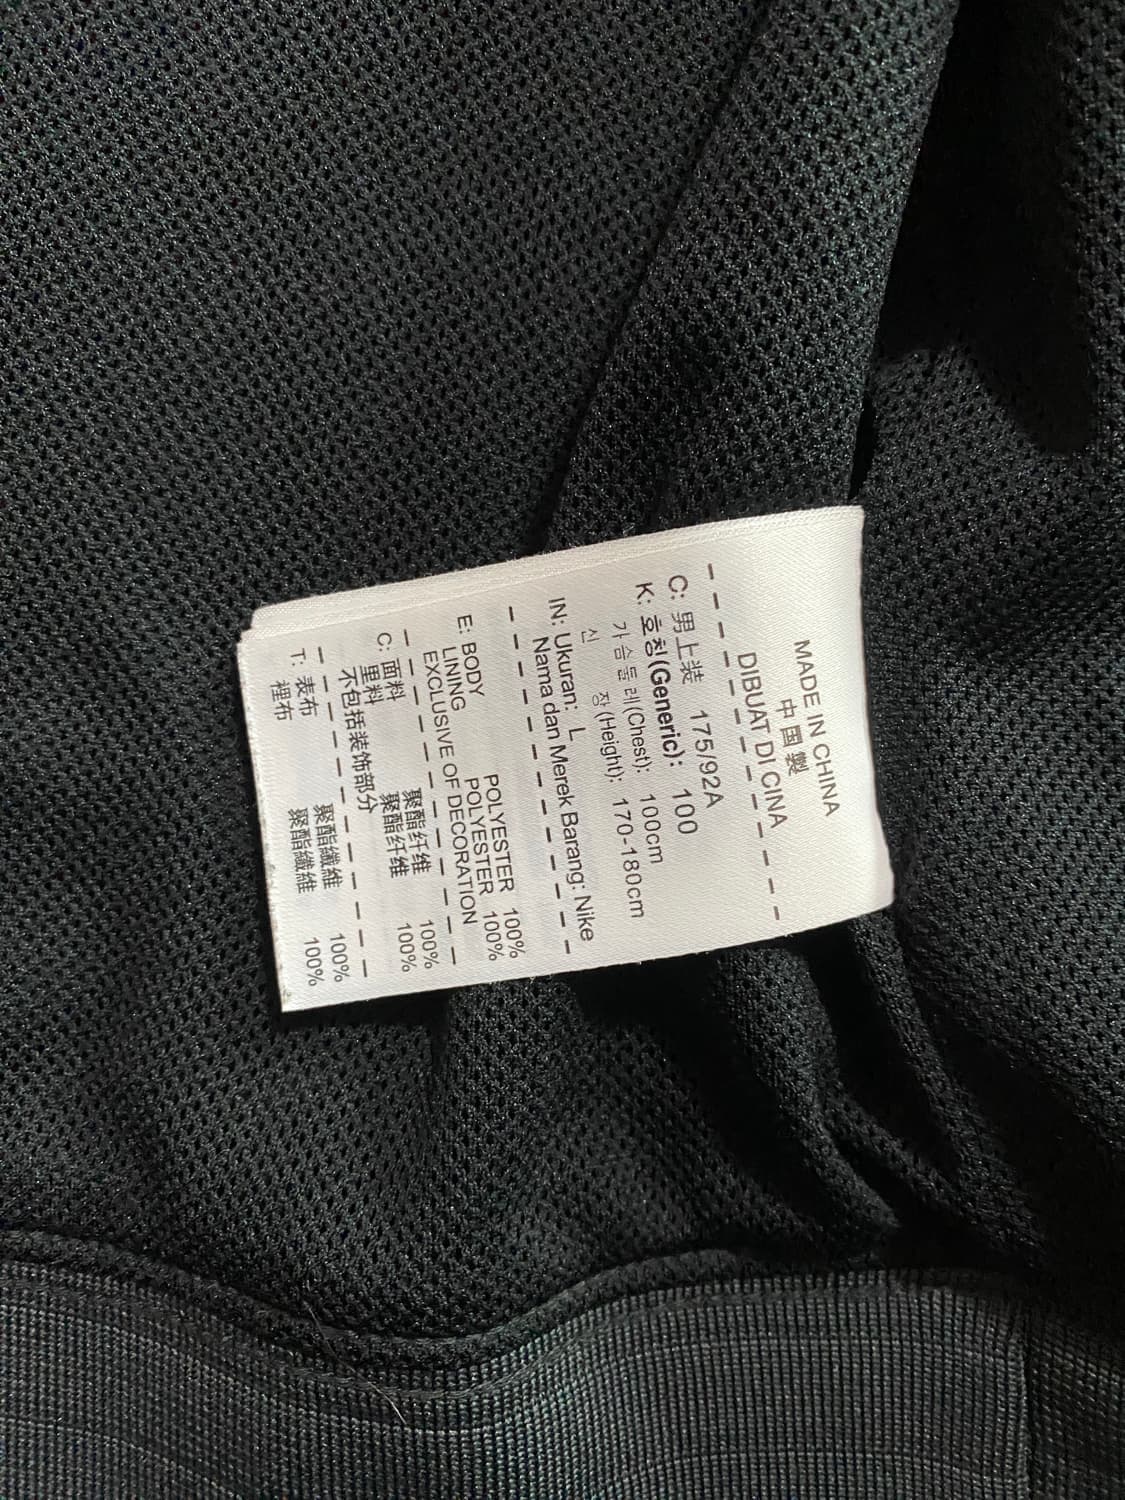 MADE IN CHINA
中国製
DIBUAT DI CINA
C: 男上装 175/92A
K: 호칭(Generic): 100
가슴둘레(Chest): 100cm
신 장(Height): 170-180cm
IN: Ukuran: L
Nama dan Merek Barang: Nike
E: BODY POLYESTER 100%
LINING POLYESTER 100%
EXCLUSIVE OF DECORATION
C: 面料 聚酯纤维 100%
里料 聚酯纤维 100%
不包括装饰部分
T: 表布 聚酯纖維 100%
裡布 聚酯纖維 100%